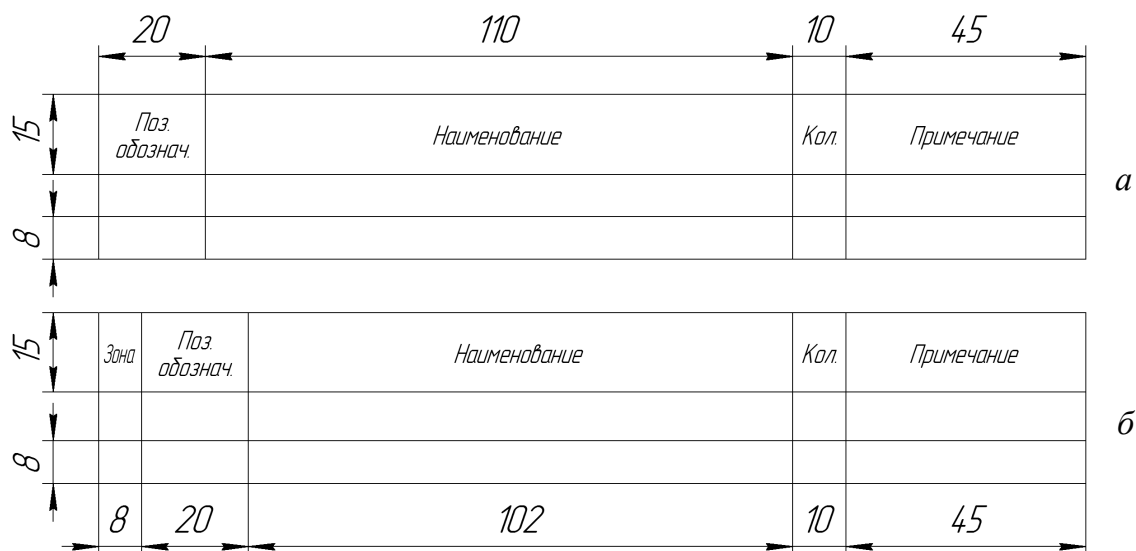 20 110 10 45
15
Поз.
обознач.
Наименование
Кол.
Примечание
а
8
15
Зона
Поз.
обознач.
Наименование
Кол.
Примечание
б
8
8 20 102 10 45